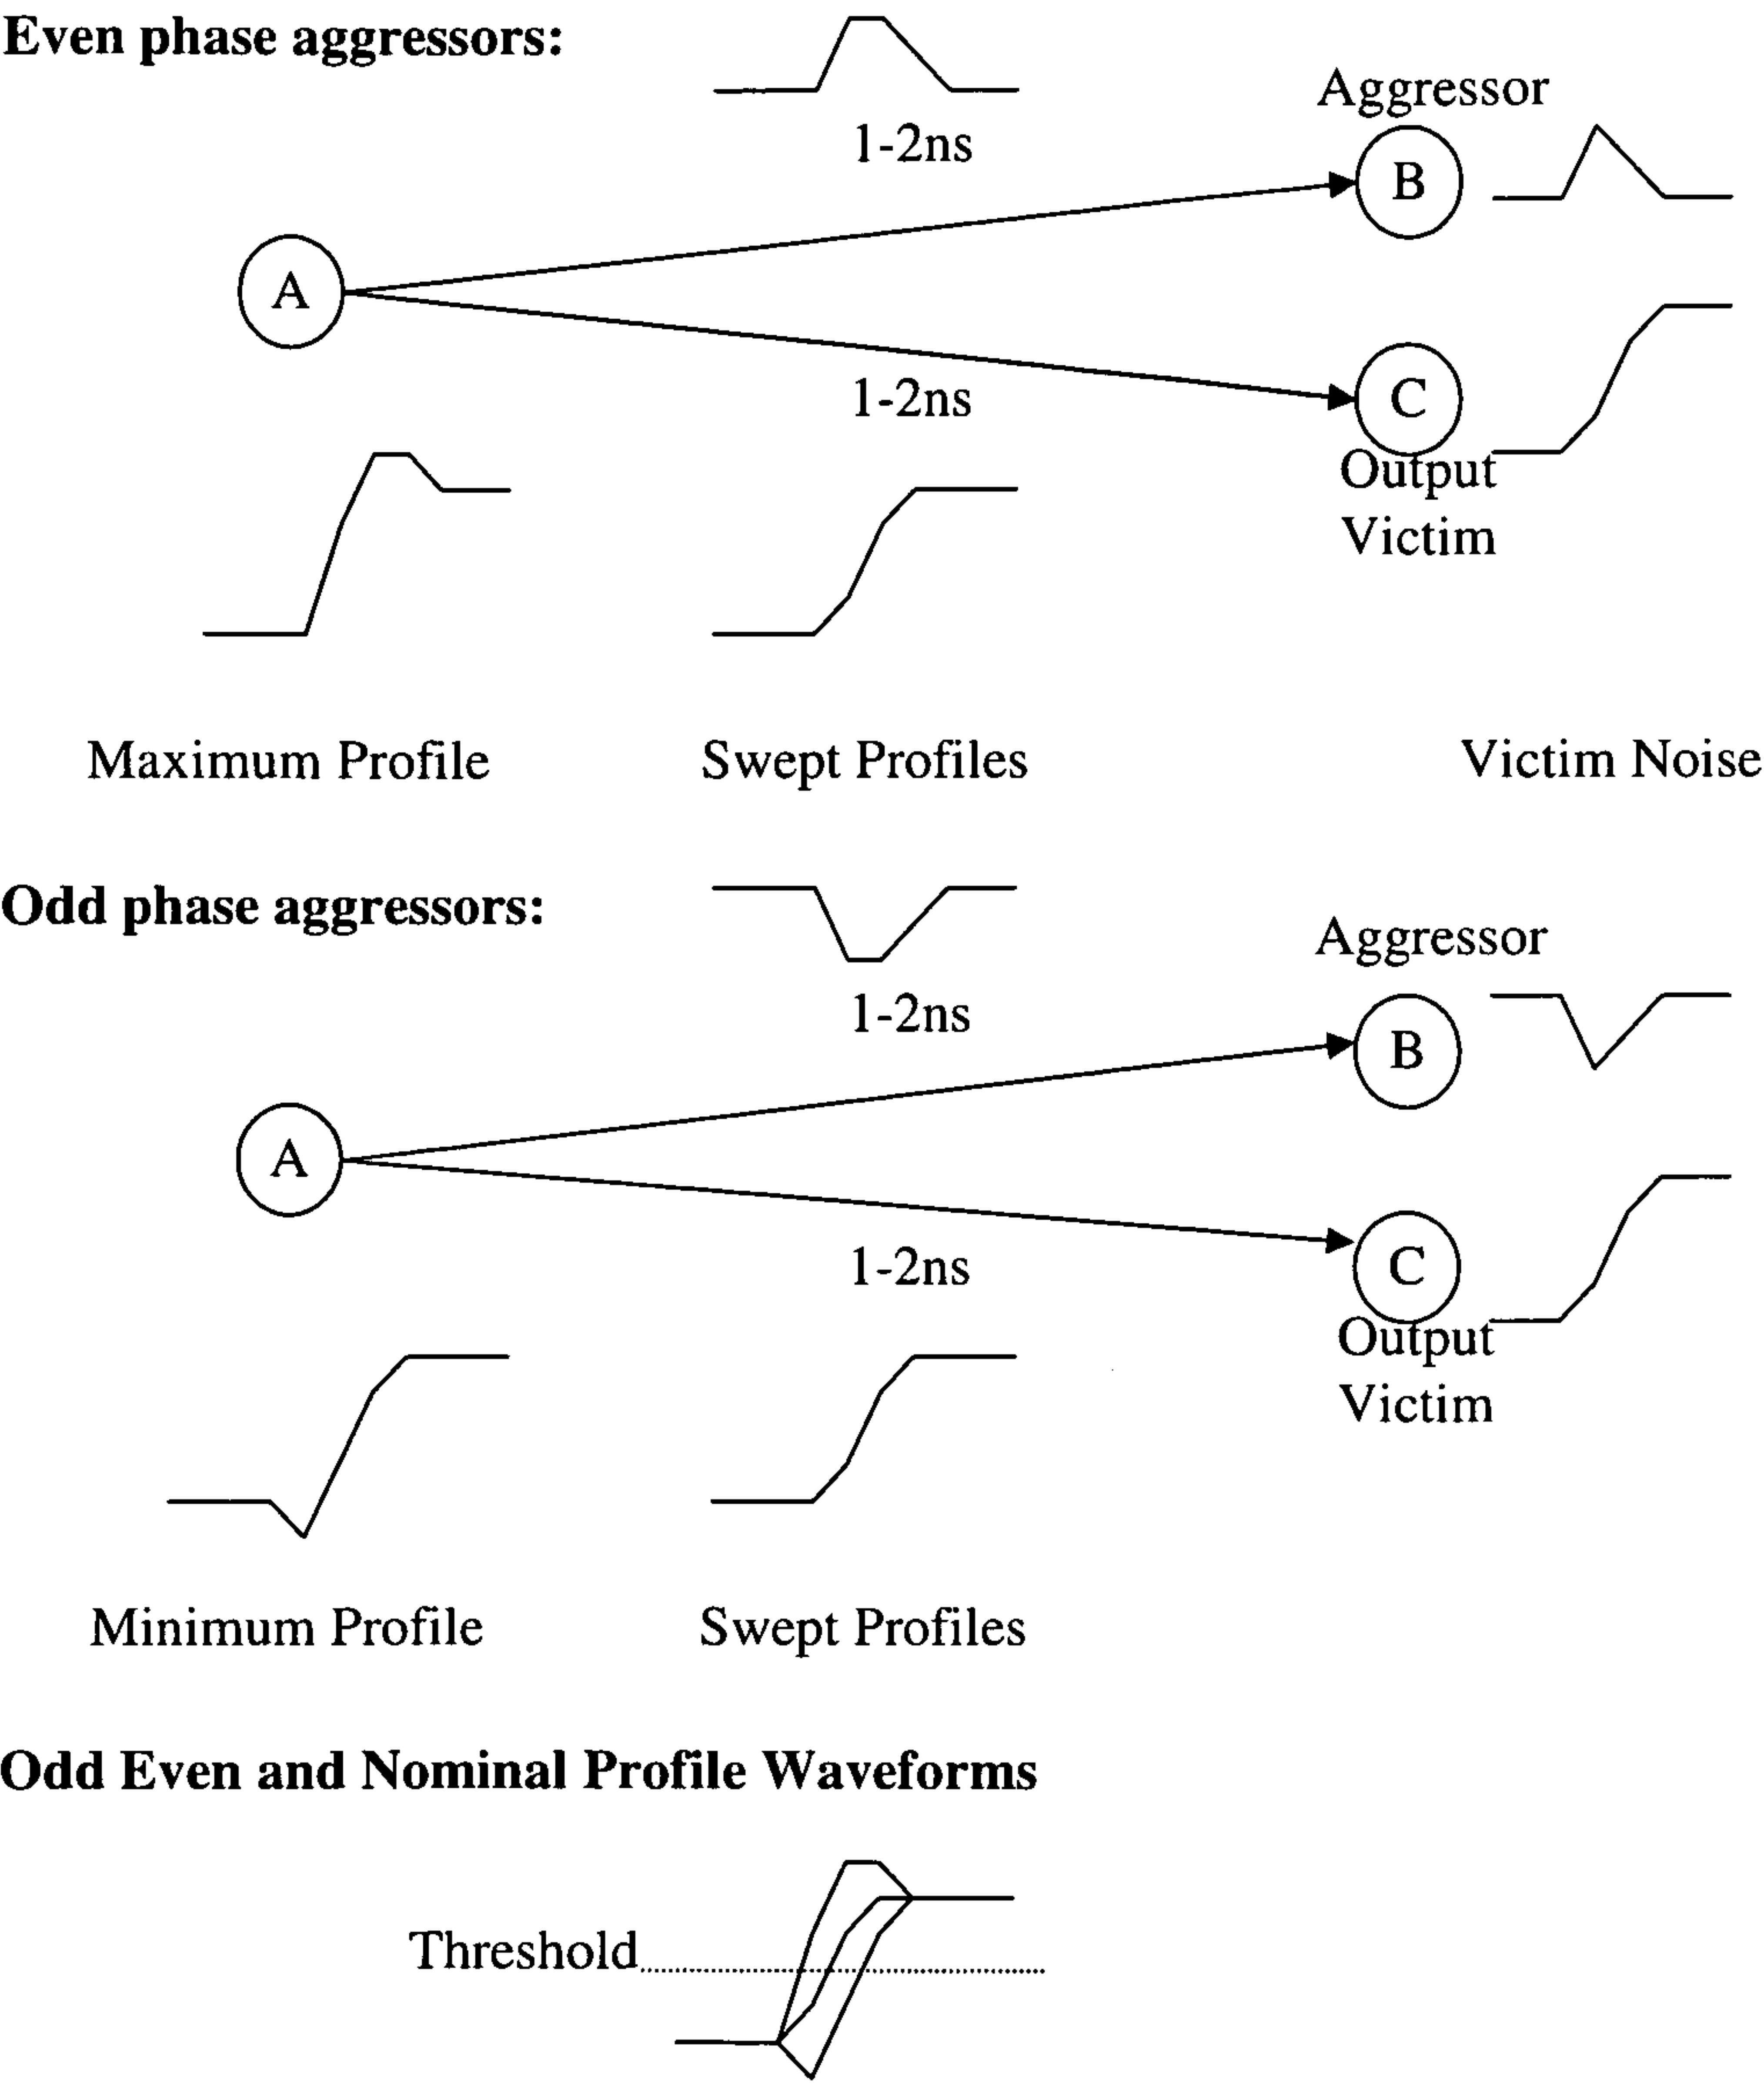 Even phase aggressors:
Aggressor
1-2ns
B
A
C
1-2ns
Output
Victim
Maximum Profile
Swept Profiles
Victim Noise
Odd phase aggressors:
Aggressor
1-2ns
B
A
C
1-2ns
Output
Victim
Minimum Profile
Swept Profiles
Odd Even and Nominal Profile Waveforms
Threshold